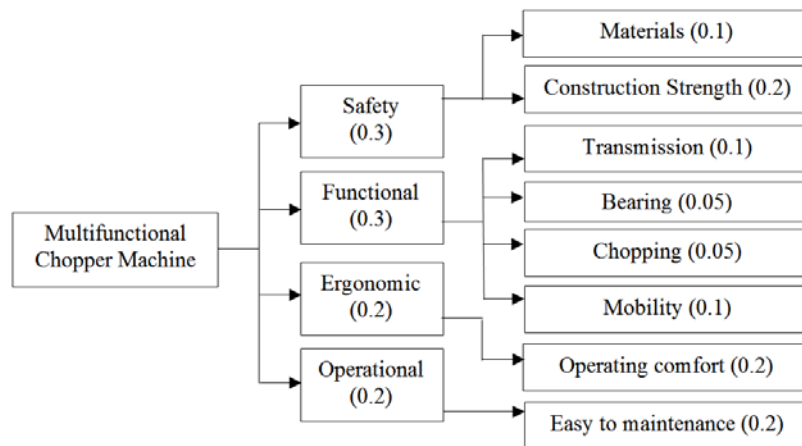 Multifunctional
Chopper Machine
Safety
(0.3)
Functional
(0.3)
Ergonomic
(0.2)
Operational
(0.2)
Materials (0.1)
Construction Strength (0.2)
Transmission (0.1)
Bearing (0.05)
Chopping (0.05)
Mobility (0.1)
Operating comfort (0.2)
Easy to maintenance (0.2)